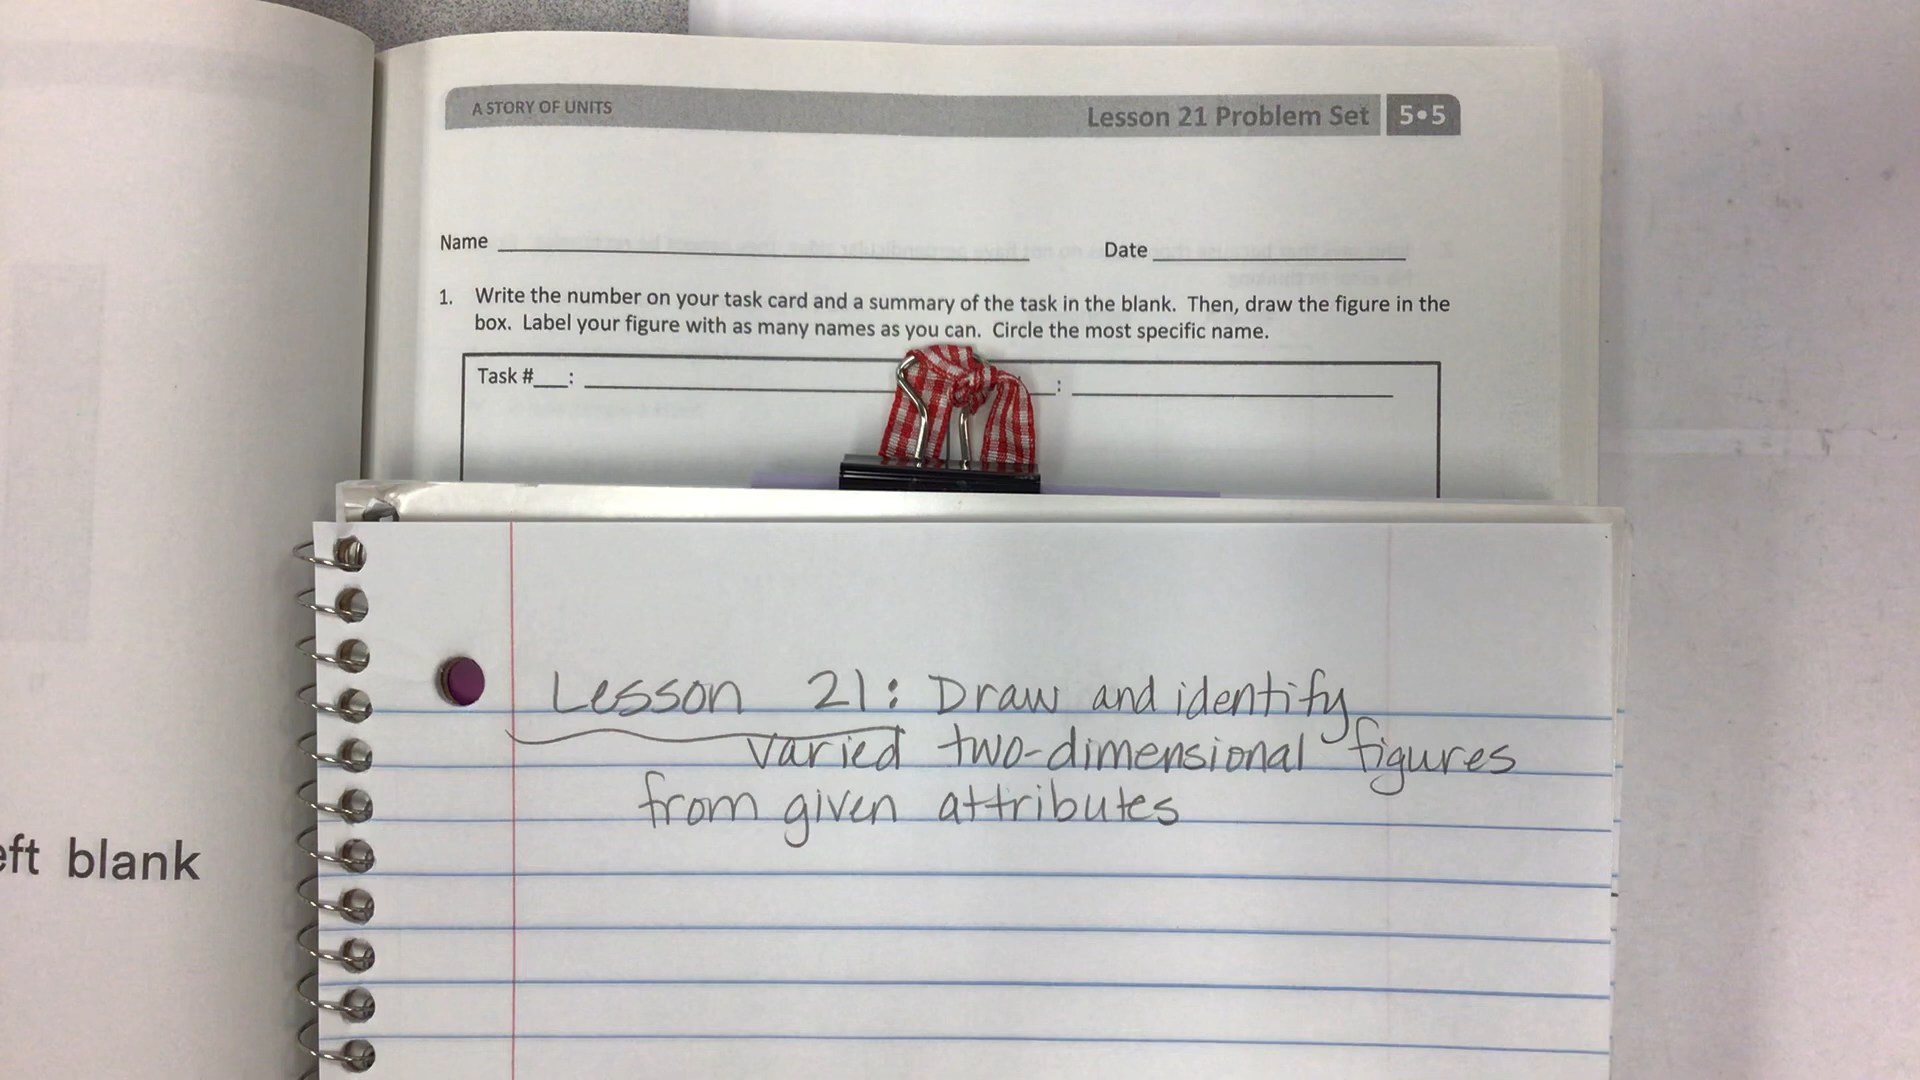 A STORY OF UNITS
Lesson 21 Problem Set 5•5
Name Date
1. Write the number on your task card and a summary of the task in the blank. Then, draw the figure in the
box. Label your figure with as many names as you can. Circle the most specific name.
Task #___: :
eft blank
Lesson 21: Draw and identify
varied two-dimensional figures
from given attributes